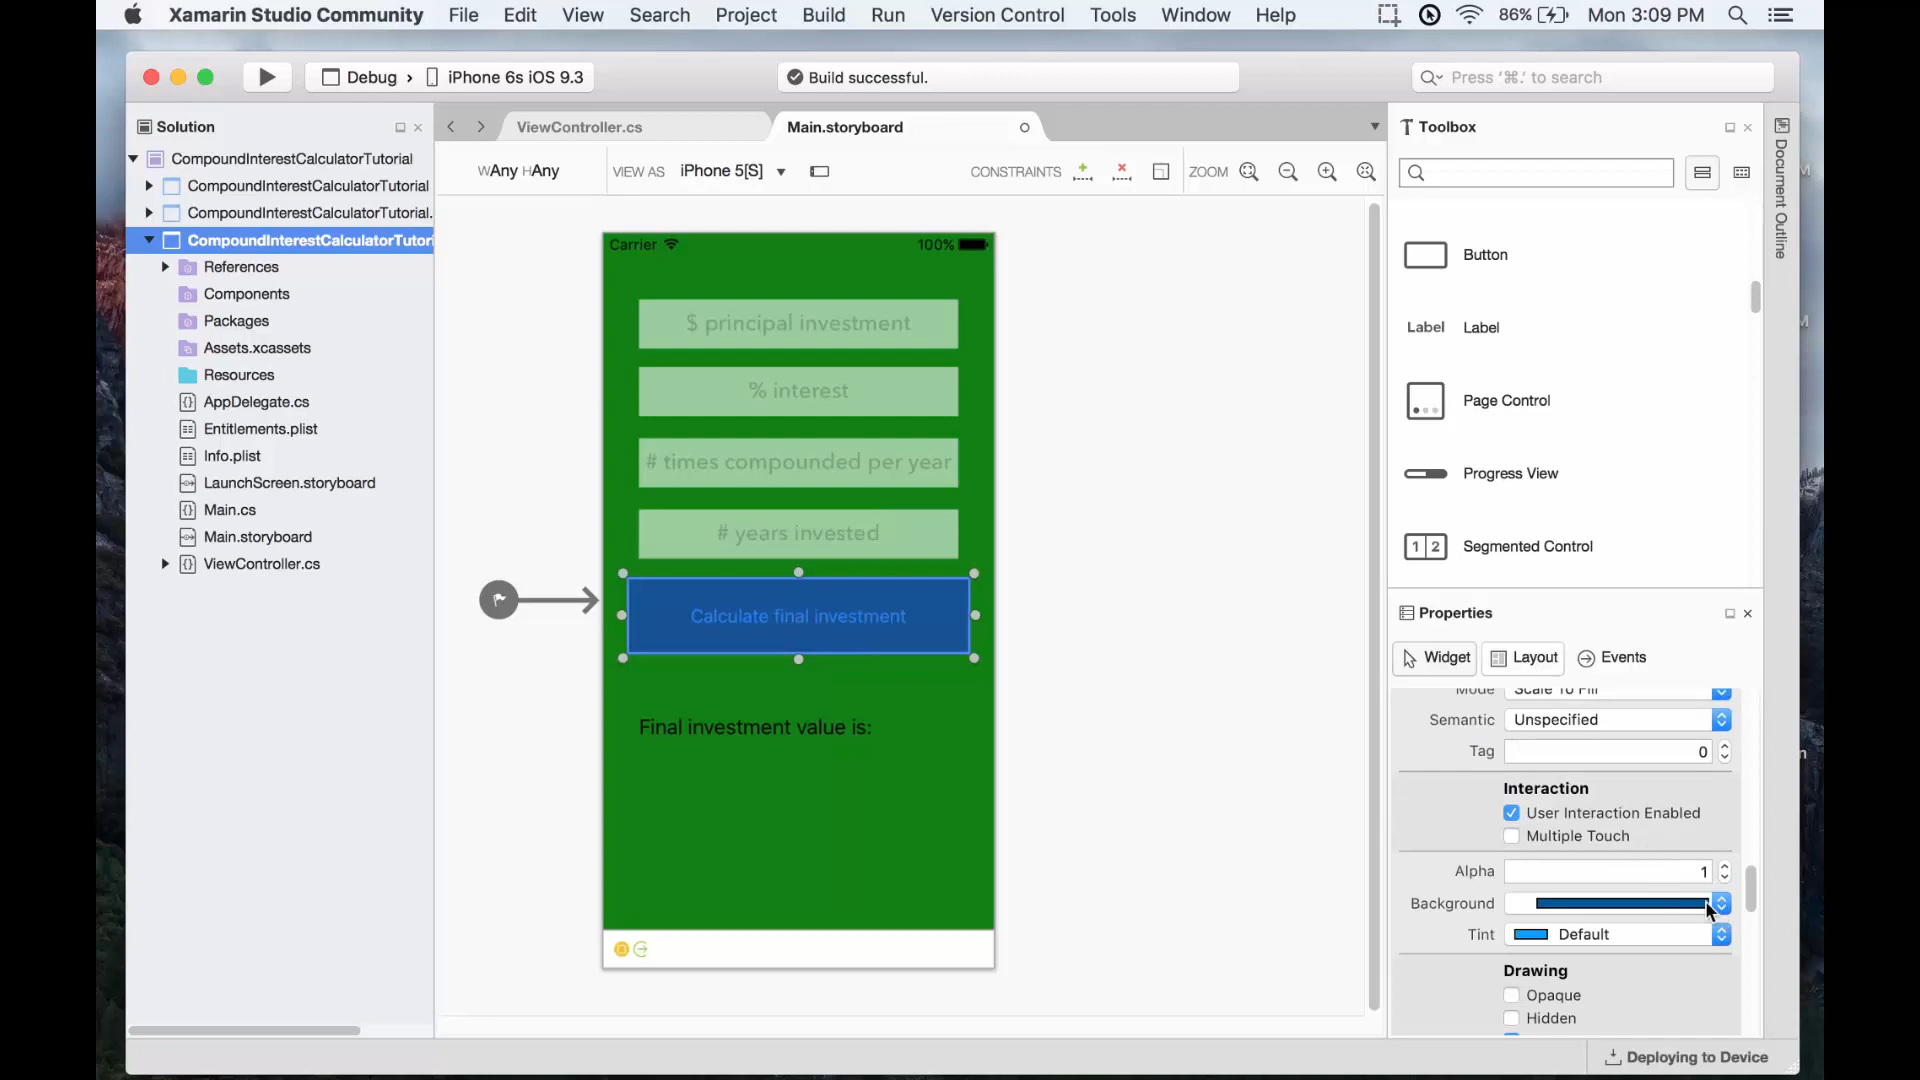 Xamarin Studio Community File Edit View Search Project Build Run Version Control Tools Window Help 86% Mon 3:09 PM
Debug › iPhone 6s iOS 9.3 Build successful. Press ‘⌘.’ to search
Solution
CompoundInterestCalculatorTutorial
CompoundInterestCalculatorTutorial
CompoundInterestCalculatorTutorial.
CompoundInterestCalculatorTutori
References
Components
Packages
Assets.xcassets
Resources
AppDelegate.cs
Entitlements.plist
Info.plist
LaunchScreen.storyboard
Main.cs
Main.storyboard
ViewController.cs
ViewController.cs Main.storyboard
wAny HAny VIEW AS iPhone 5[S] CONSTRAINTS ZOOM
Carrier 100%
$ principal investment
% interest
# times compounded per year
# years invested
Calculate final investment
Final investment value is:
Toolbox
Button
Label Label
Page Control
Progress View
1 2 Segmented Control
Document Outline
Properties
Widget Layout Events
Mode Scale To Fill
Semantic Unspecified
Tag 0
Interaction
User Interaction Enabled
Multiple Touch
Alpha 1
Background
Tint Default
Drawing
Opaque
Hidden
Deploying to Device